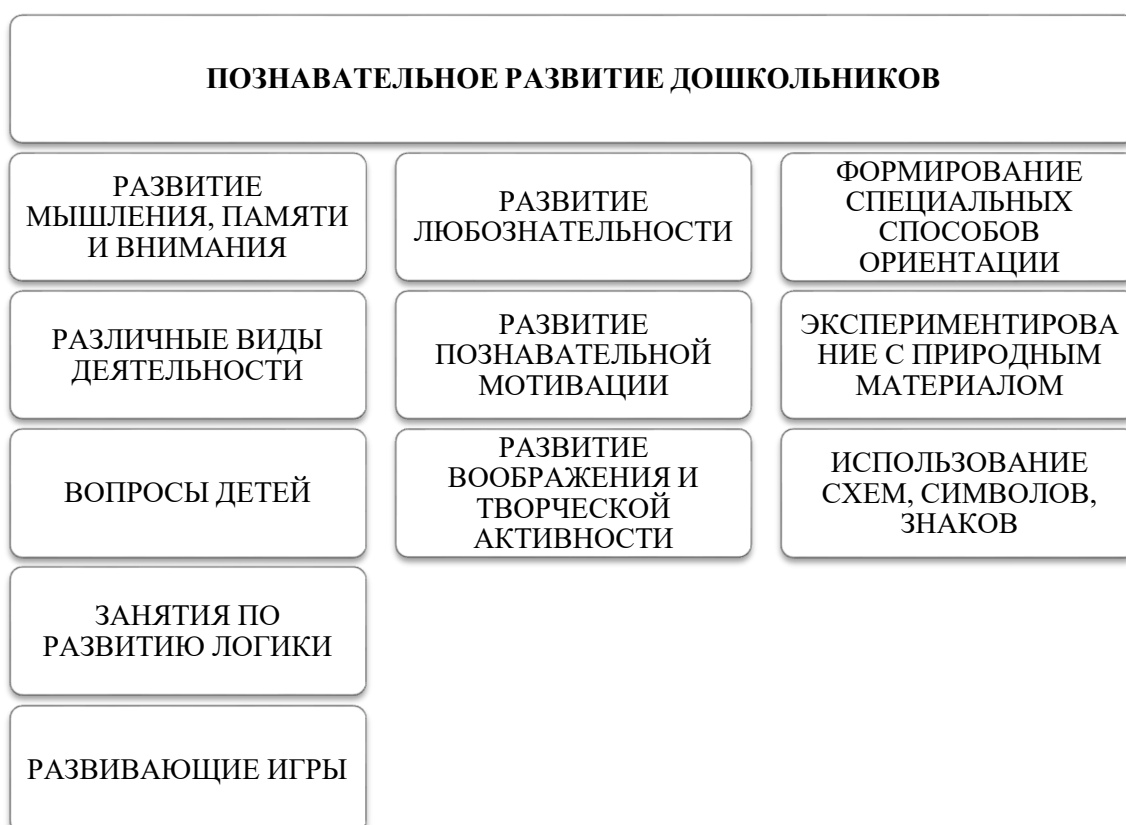 ПОЗНАВАТЕЛЬНОЕ РАЗВИТИЕ ДОШКОЛЬНИКОВ
РАЗВИТИЕ
МЫШЛЕНИЯ, ПАМЯТИ
И ВНИМАНИЯ
РАЗЛИЧНЫЕ ВИДЫ
ДЕЯТЕЛЬНОСТИ
ВОПРОСЫ ДЕТЕЙ
ЗАНЯТИЯ ПО
РАЗВИТИЮ ЛОГИКИ
РАЗВИВАЮЩИЕ ИГРЫ
РАЗВИТИЕ
ЛЮБОЗНАТЕЛЬНОСТИ
РАЗВИТИЕ
ПОЗНАВАТЕЛЬНОЙ
МОТИВАЦИИ
РАЗВИТИЕ
ВООБРАЖЕНИЯ И
ТВОРЧЕСКОЙ
АКТИВНОСТИ
ФОРМИРОВАНИЕ
СПЕЦИАЛЬНЫХ
СПОСОБОВ
ОРИЕНТАЦИИ
ЭКСПЕРИМЕНТИРОВА
НИЕ С ПРИРОДНЫМ
МАТЕРИАЛОМ
ИСПОЛЬЗОВАНИЕ
СХЕМ, СИМВОЛОВ,
ЗНАКОВ